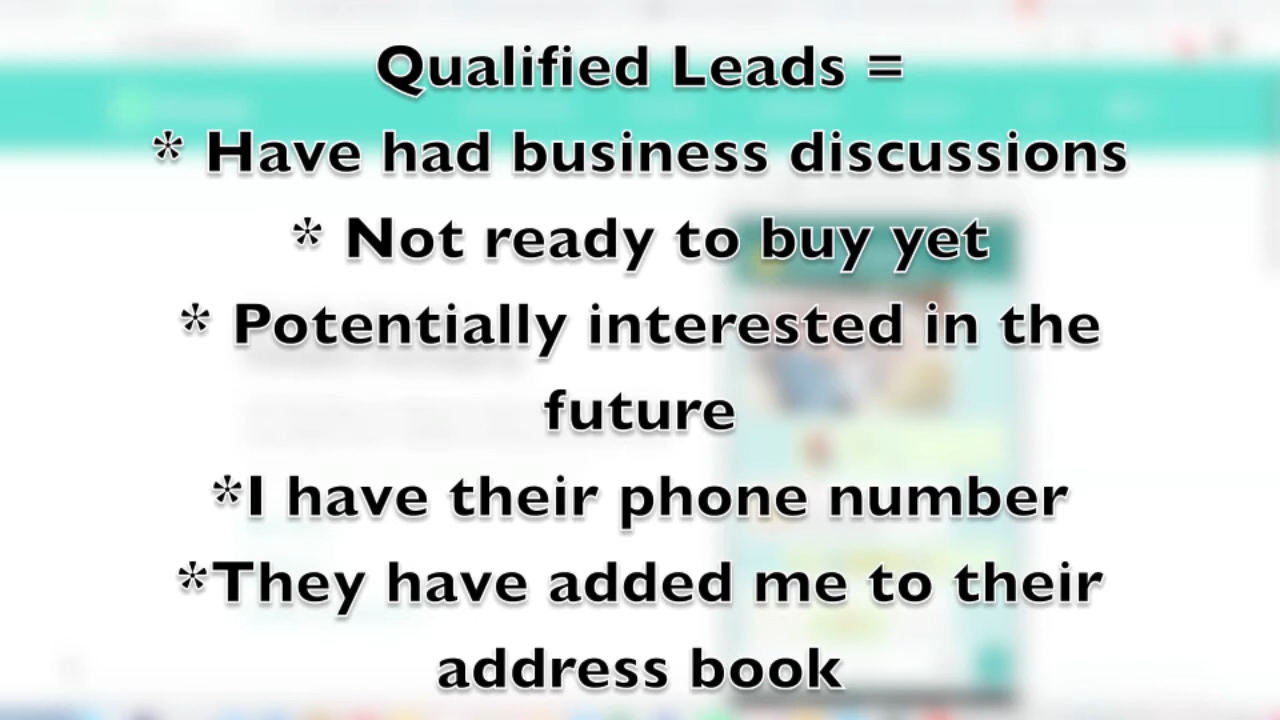 Qualified Leads =
* Have had business discussions
* Not ready to buy yet
* Potentially interested in the
future
*I have their phone number
*They have added me to their
address book